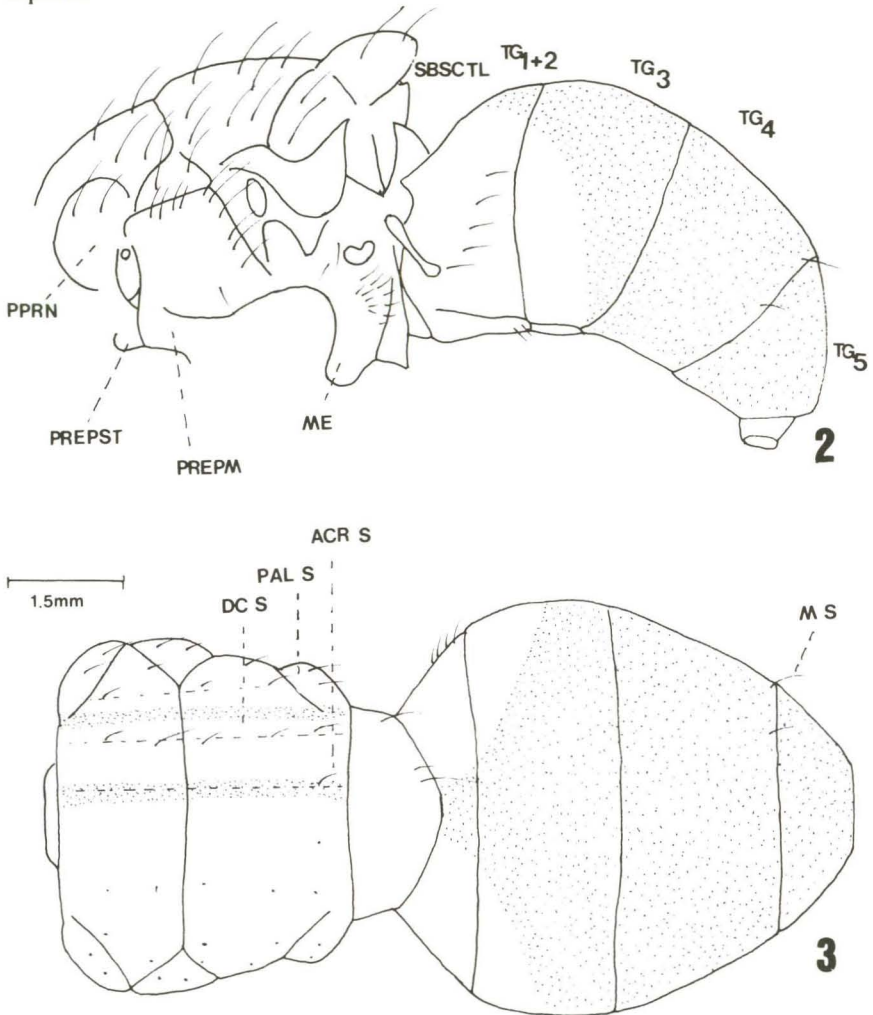 SBSCTL
TG1+2
TG3
TG4
TG5
PPRN
PREPST
PREPM
ME
2
ACR S
PAL S
DC S
1.5mm
M S
3